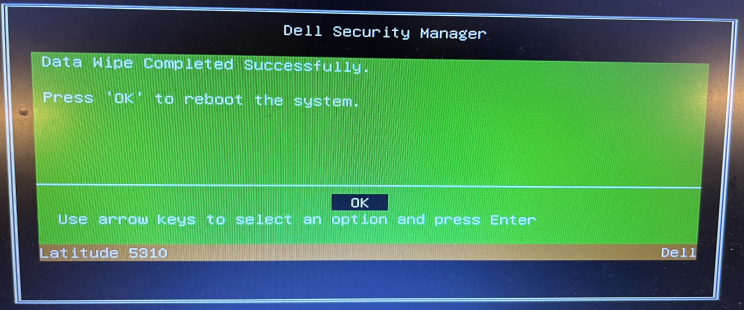 Dell Security Manager
Data Wipe Completed Successfully.
Press 'OK' to reboot the system.
OK
Use arrow keys to select an option and press Enter
Latitude 5310
Dell